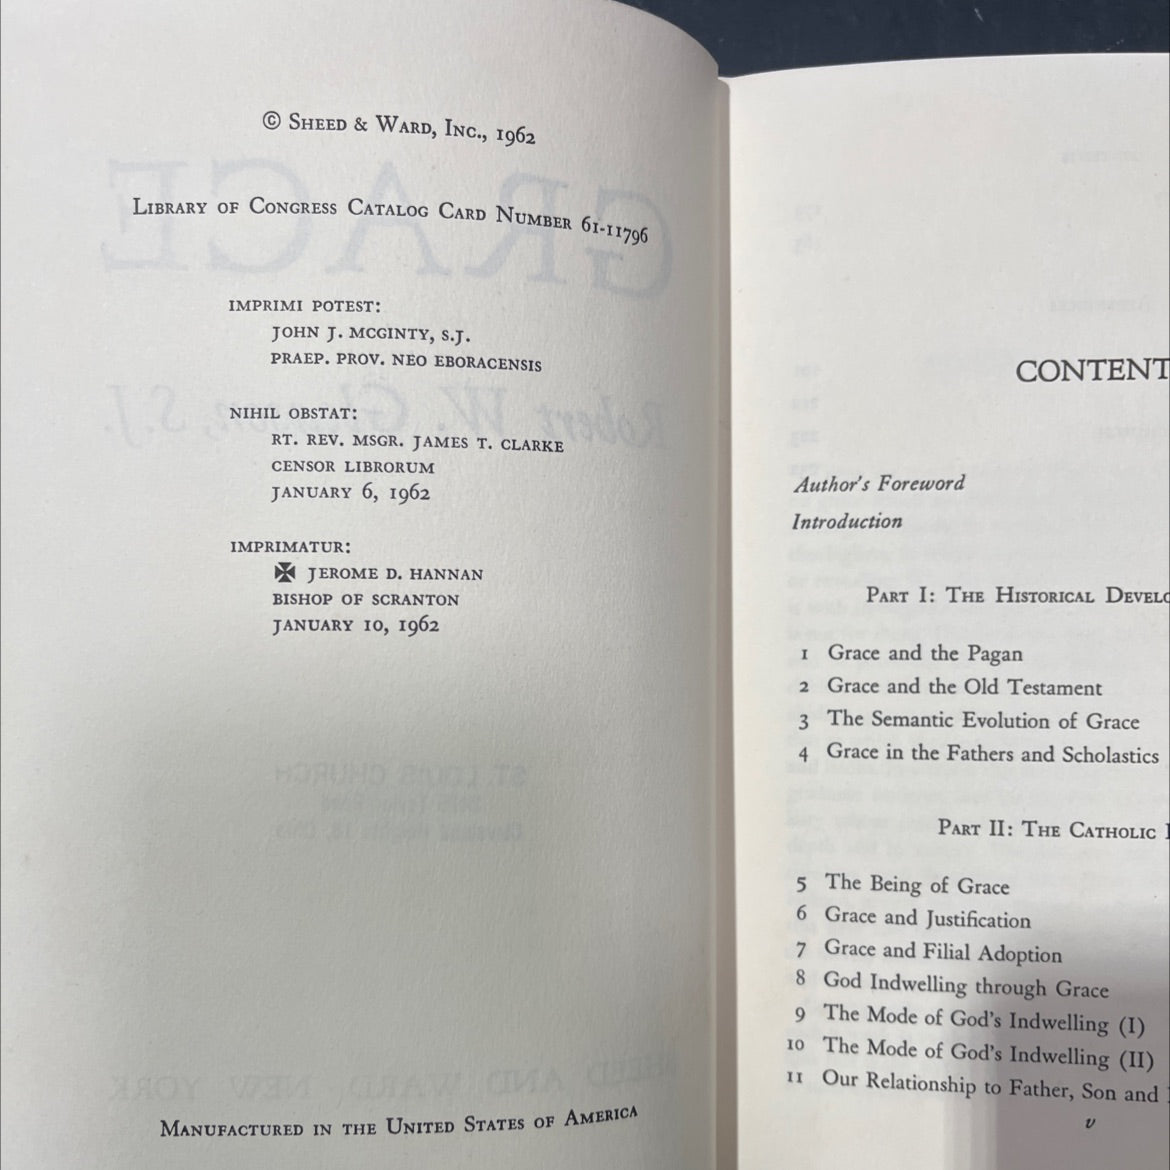 © Sheed & Ward, Inc., 1962
Library of Congress Catalog Card Number 61-11796
IMPRIMI POTEST:
JOHN J. MCGINTY, S.J.
PRAEP. PROV. NEO EBORACENSIS
NIHIL OBSTAT:
RT. REV. MSGR. JAMES T. CLARKE
CENSOR LIBRORUM
JANUARY 6, 1962
IMPRIMATUR:
✠ JEROME D. HANNAN
BISHOP OF SCRANTON
JANUARY 10, 1962
Manufactured in the United States of America
CONTENT
Author's Foreword
Introduction
Part I: The Historical Devel
1 Grace and the Pagan
2 Grace and the Old Testament
3 The Semantic Evolution of Grace
4 Grace in the Fathers and Scholastics
Part II: The Catholic
5 The Being of Grace
6 Grace and Justification
7 Grace and Filial Adoption
8 God Indwelling through Grace
9 The Mode of God's Indwelling (I)
10 The Mode of God's Indwelling (II)
11 Our Relationship to Father, Son and
v